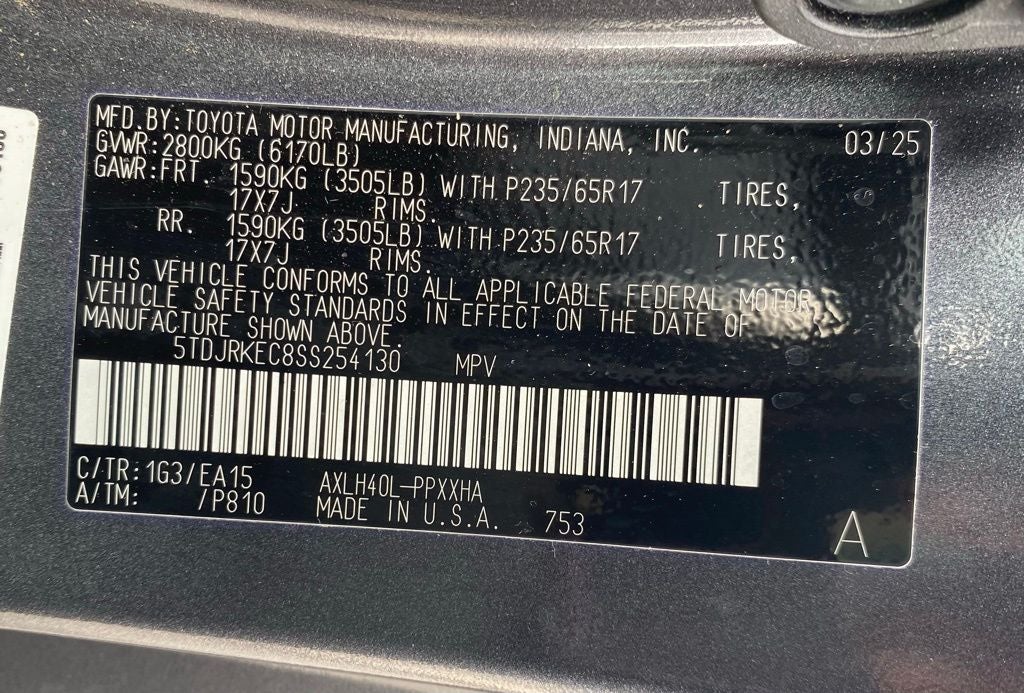 MFD. BY: TOYOTA MOTOR MANUFACTURING, INDIANA, INC. 03/25
GVWR: 2800KG (6170LB)
GAWR: FRT. 1590KG (3505LB) WITH P235/65R17 TIRES,
17X7J RIMS.
RR. 1590KG (3505LB) WITH P235/65R17 TIRES,
17X7J RIMS.
THIS VEHICLE CONFORMS TO ALL APPLICABLE FEDERAL MOTOR
VEHICLE SAFETY STANDARDS IN EFFECT ON THE DATE OF
MANUFACTURE SHOWN ABOVE.
5TDJRKEC8SS254130 MPV
C/TR: 1G3/EA15 AXLH40L-PPXXHA
A/TM: /P810 MADE IN U.S.A. 753
A